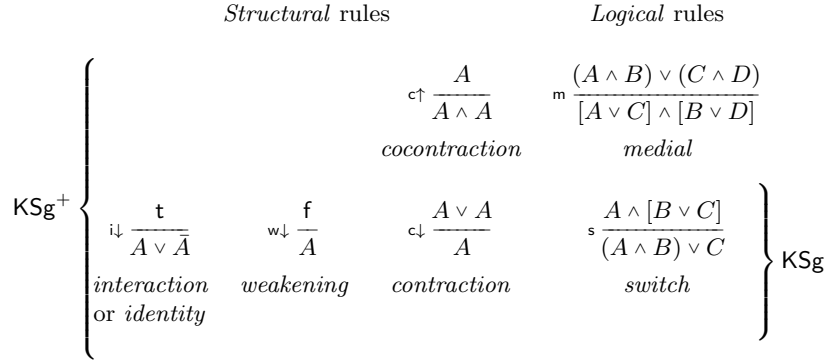 Structural rules Logical rules
c↑ A / A ∧ A m (A ∧ B) ∨ (C ∧ D) / [A ∨ C] ∧ [B ∨ D]
cocontraction medial
KSg⁺ i↓ t / A ∨ Ā w↓ f / A c↓ A ∨ A / A s A ∧ [B ∨ C] / (A ∧ B) ∨ C KSg
interaction weakening contraction switch
or identity